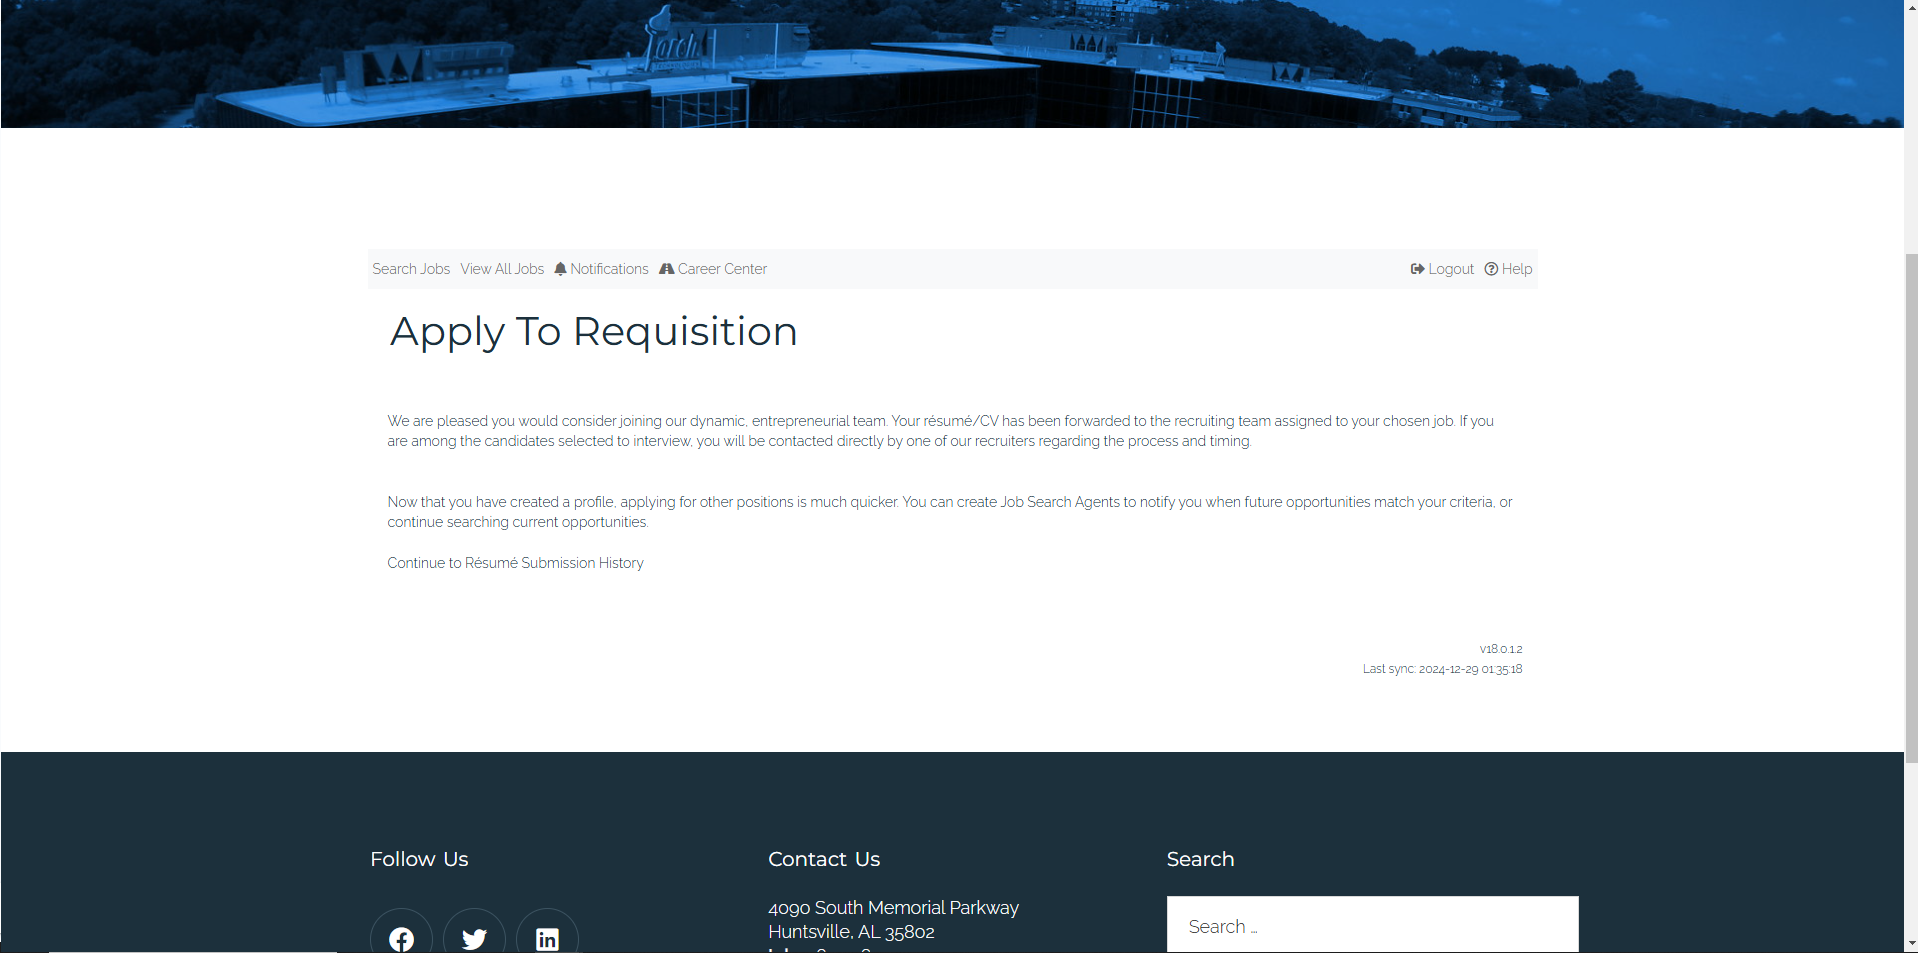 Torch
Search Jobs View All Jobs Notifications Career Center Logout Help
Apply To Requisition
We are pleased you would consider joining our dynamic, entrepreneurial team. Your résumé/CV has been forwarded to the recruiting team assigned to your chosen job. If you
are among the candidates selected to interview, you will be contacted directly by one of our recruiters regarding the process and timing.
Now that you have created a profile, applying for other positions is much quicker. You can create Job Search Agents to notify you when future opportunities match your criteria, or
continue searching current opportunities.
Continue to Résumé Submission History
v18.0.1.2
Last sync: 2024-12-29 01:35:18
Follow Us
Contact Us
Search
4090 South Memorial Parkway
Huntsville, AL 35802
Search …